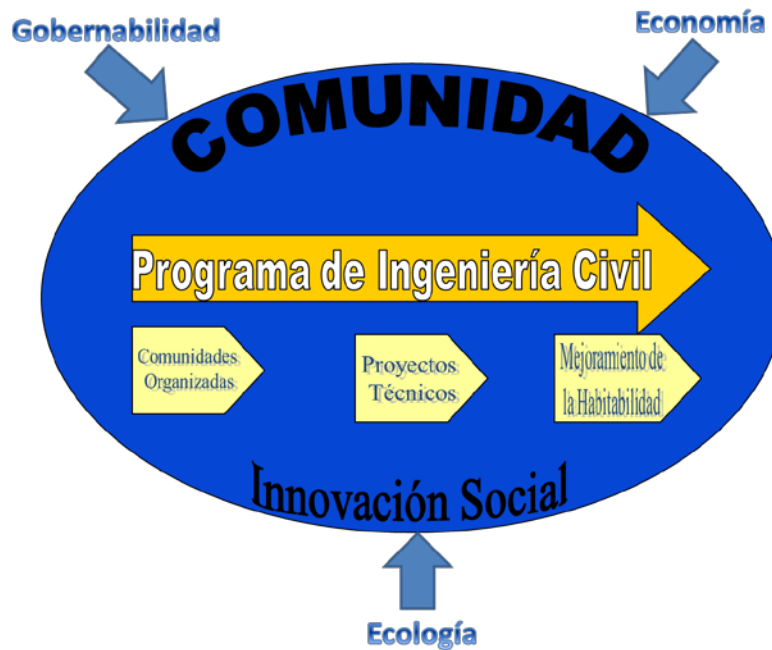 Gobernabilidad
Economía
COMUNIDAD
Programa de Ingeniería Civil
Comunidades
Organizadas
Proyectos
Técnicos
Mejoramiento de
la Habitabilidad
Innovación Social
Ecología